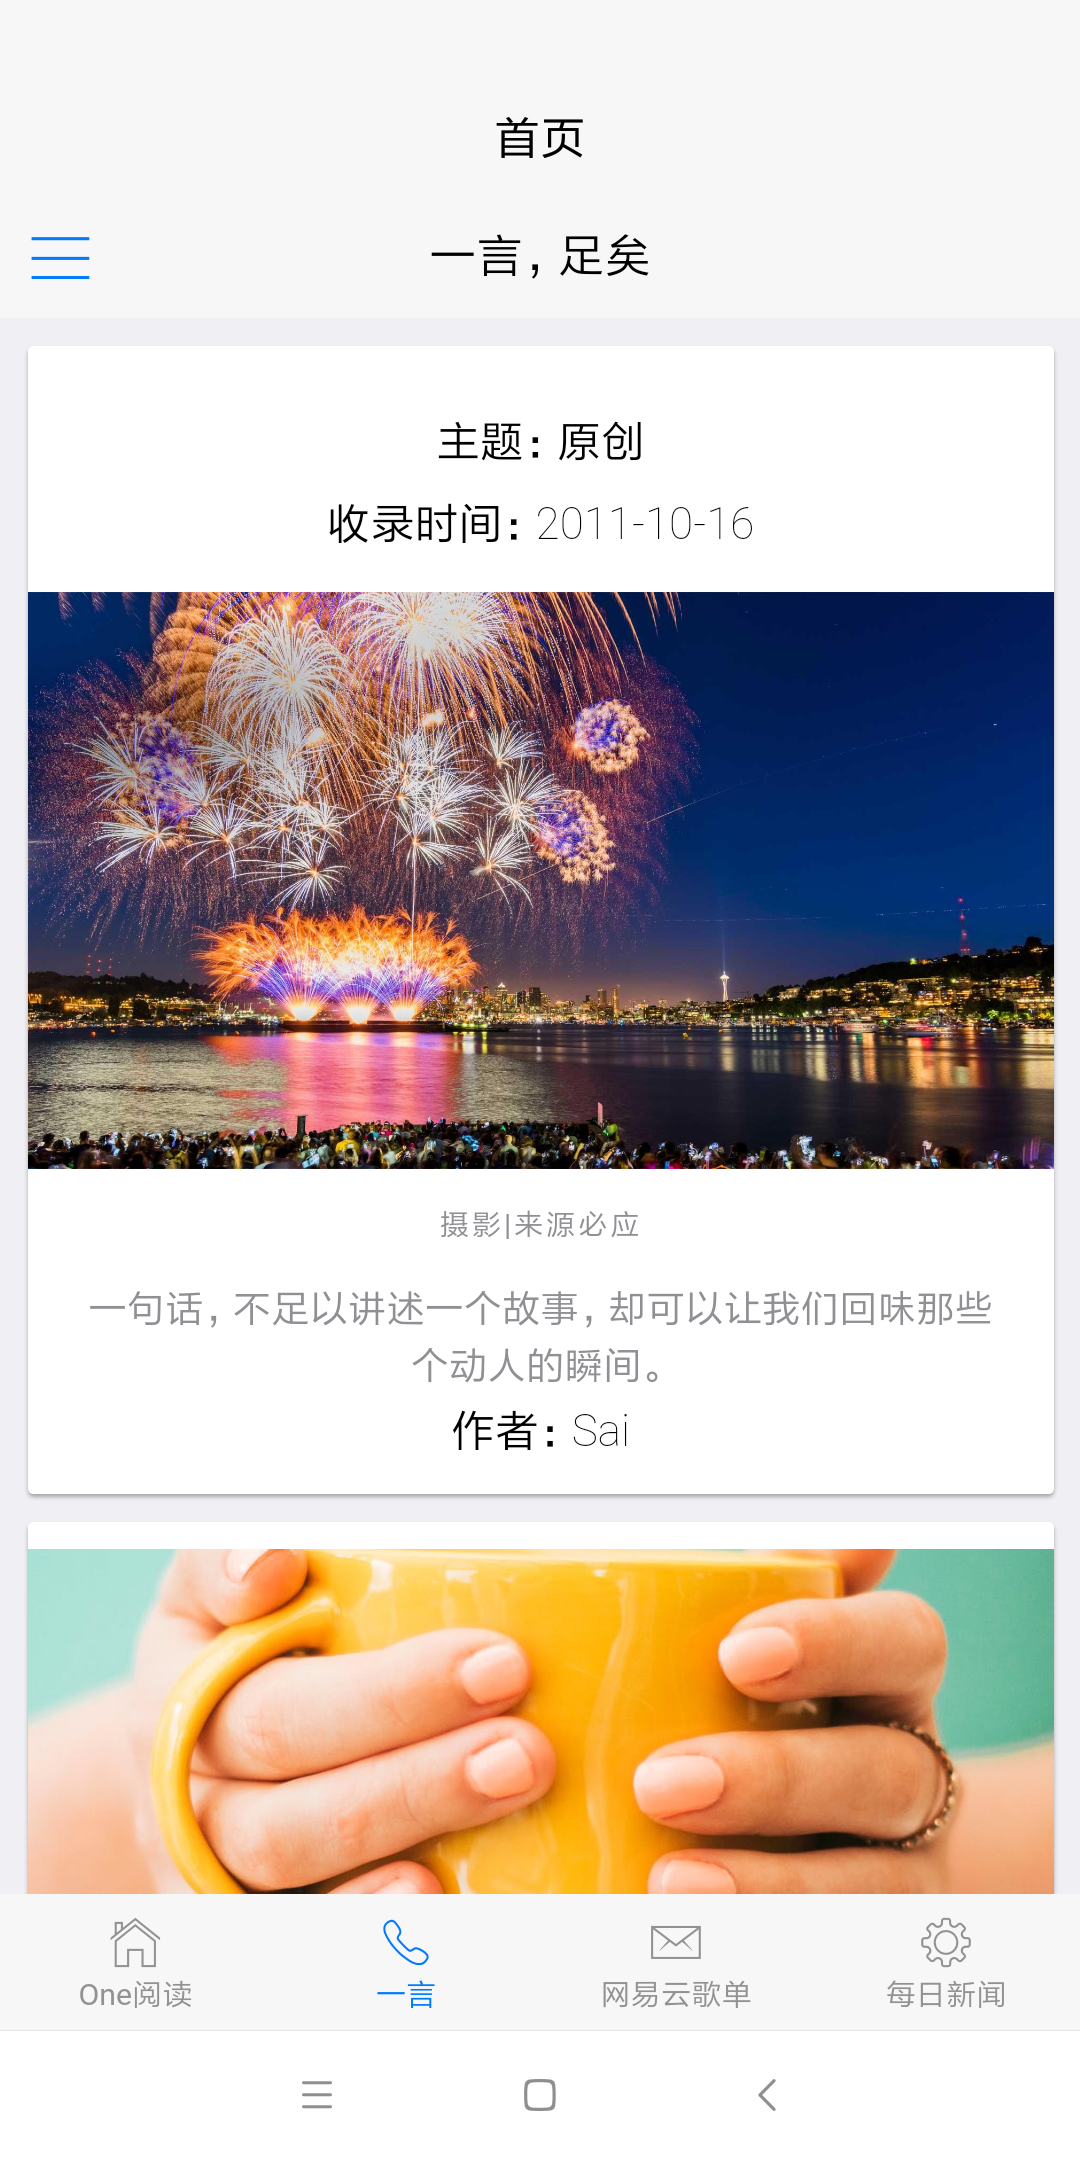 首页
一言，足矣
主题：原创
收录时间：2011-10-16
摄影|来源必应
一句话，不足以讲述一个故事，却可以让我们回味那些
个动人的瞬间。
作者：Sai
One阅读
一言
网易云歌单
每日新闻